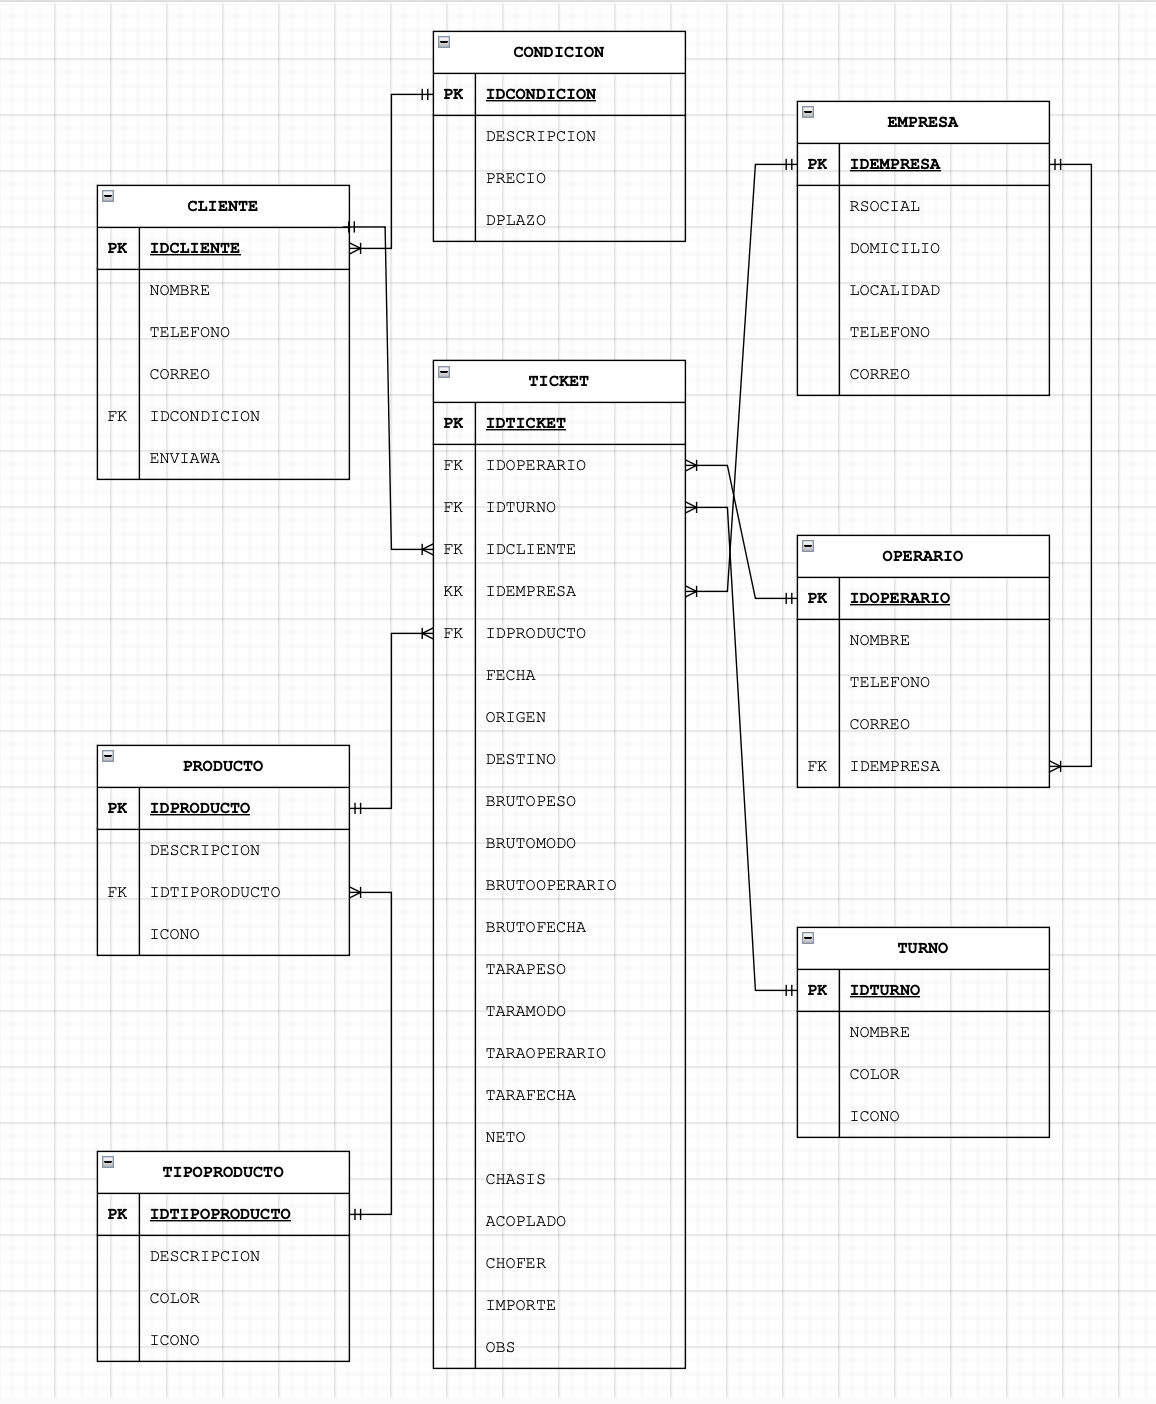 CONDICION
PK IDCONDICION
DESCRIPCION
PRECIO
DPLAZO
EMPRESA
PK IDEMPRESA
RSOCIAL
DOMICILIO
LOCALIDAD
TELEFONO
CORREO
CLIENTE
PK IDCLIENTE
NOMBRE
TELEFONO
CORREO
FK IDCONDICION
ENVIAWA
TICKET
PK IDTICKET
FK IDOPERARIO
FK IDTURNO
FK IDCLIENTE
KK IDEMPRESA
FK IDPRODUCTO
FECHA
ORIGEN
DESTINO
BRUTOPESO
BRUTOMODO
BRUTOOPERARIO
BRUTOFECHA
TARAPESO
TARAMODO
TARAOPERARIO
TARAFECHA
NETO
CHASIS
ACOPLADO
CHOFER
IMPORTE
OBS
OPERARIO
PK IDOPERARIO
NOMBRE
TELEFONO
CORREO
FK IDEMPRESA
PRODUCTO
PK IDPRODUCTO
DESCRIPCION
FK IDTIPORODUCTO
ICONO
TURNO
PK IDTURNO
NOMBRE
COLOR
ICONO
TIPOPRODUCTO
PK IDTIPOPRODUCTO
DESCRIPCION
COLOR
ICONO